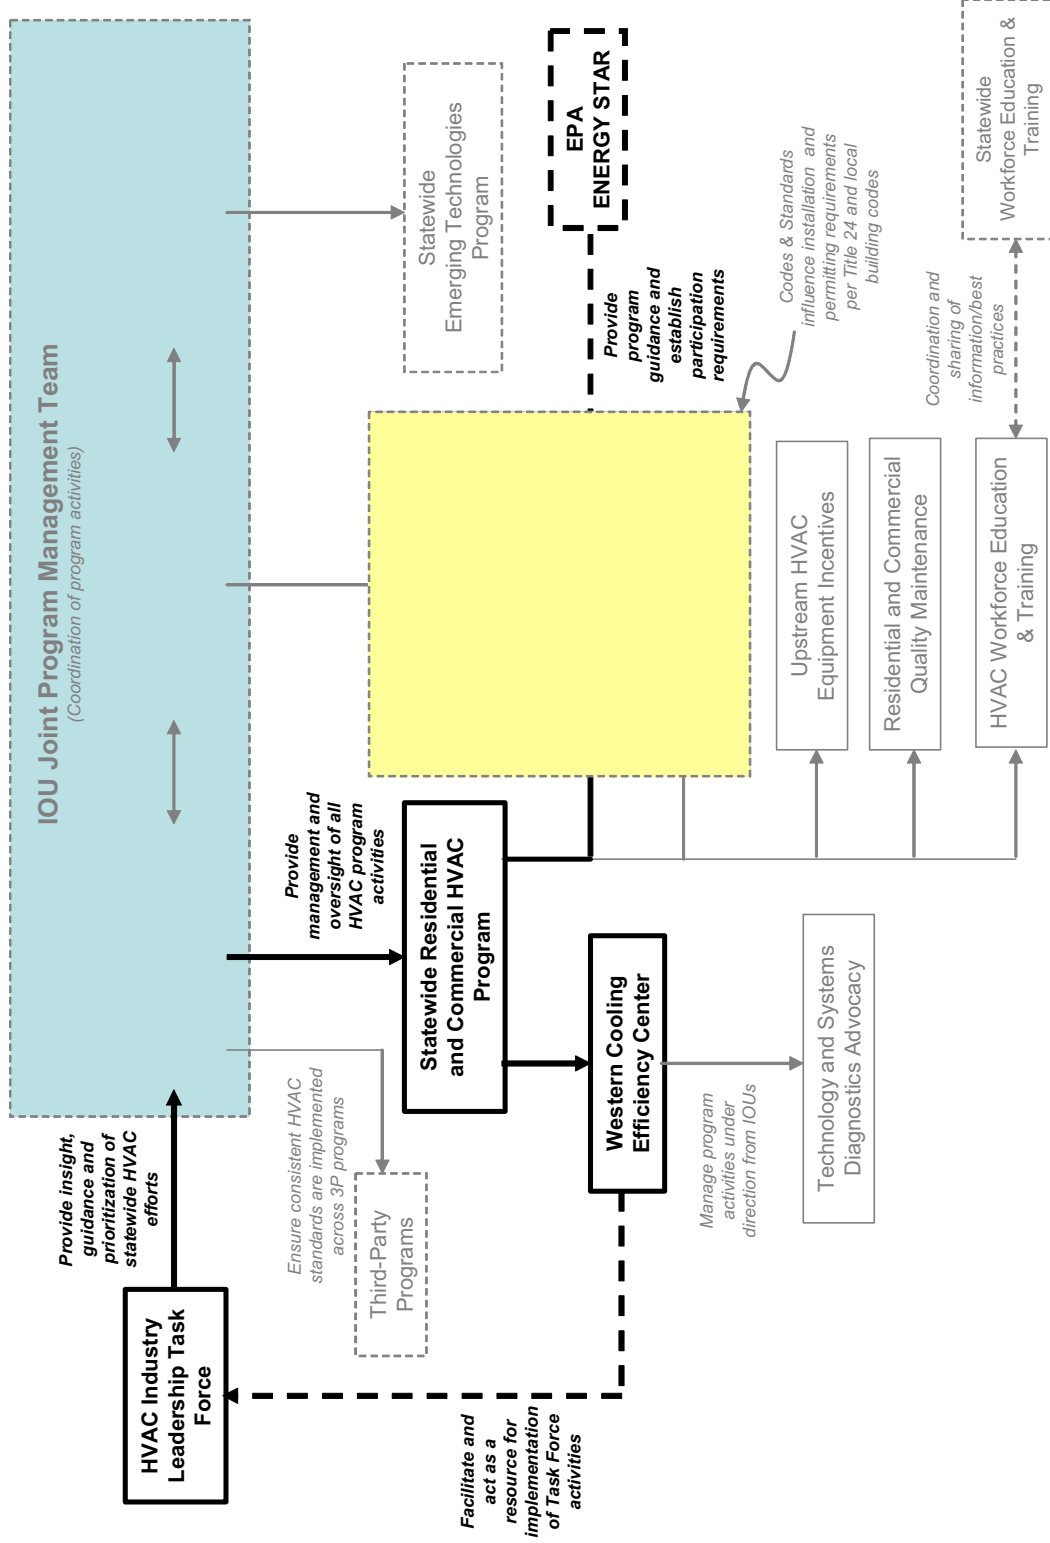 IOU Joint Program Management Team
(Coordination of program activities)
Provide insight,
guidance and
prioritization of
statewide HVAC
efforts
HVAC Industry
Leadership Task
Force
Ensure consistent HVAC
standards are implemented
across 3P programs
Third-Party
Programs
Provide
management and
oversight of all
HVAC program
activities
Statewide Residential
and Commercial HVAC
Program
Statewide
Emerging Technologies
Program
EPA
ENERGY STAR
Provide
program
guidance and
establish
participation
requirements
Facilitate and
act as a
resource for
implementation
of Task Force
activities
Western Cooling
Efficiency Center
Manage program
activities under
direction from IOUs
Technology and Systems
Diagnostics Advocacy
Codes & Standards
influence installation and
permitting requirements
per Title 24 and local
building codes
Upstream HVAC
Equipment Incentives
Residential and Commercial
Quality Maintenance
HVAC Workforce Education
& Training
Coordination and
sharing of
information/best
practices
Statewide
Workforce Education &
Training